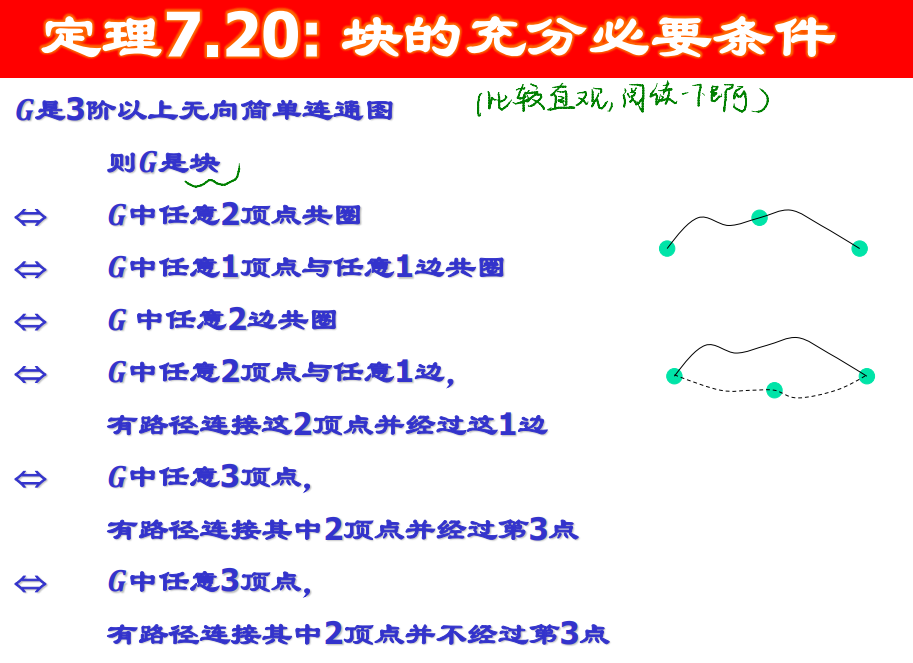 定理7.20: 块的充分必要条件
G是3阶以上无向简单连通图
(比较直观,阅读一下即可)
则G是块
⇔ G中任意2顶点共圈
⇔ G中任意1顶点与任意1边共圈
⇔ G 中任意2边共圈
⇔ G中任意2顶点与任意1边,
有路径连接这2顶点并经过这1边
⇔ G中任意3顶点,
有路径连接其中2顶点并经过第3点
⇔ G中任意3顶点,
有路径连接其中2顶点并不经过第3点